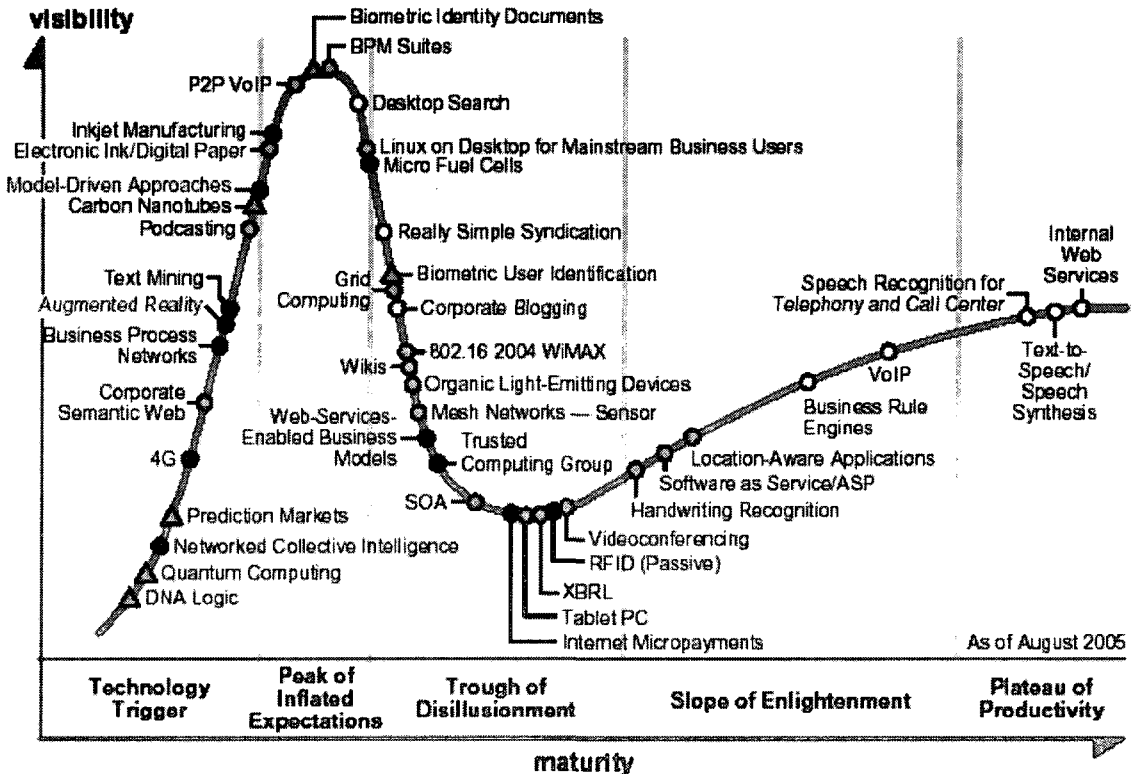 visibility
Biometric Identity Documents
BPM Suites
P2P VoIP
Desktop Search
Inkjet Manufacturing
Electronic Ink/Digital Paper
Linux on Desktop for Mainstream Business Users
Micro Fuel Cells
Model-Driven Approaches
Carbon Nanotubes
Podcasting
Really Simple Syndication
Text Mining
Augmented Reality
Business Process
Networks
Grid
Computing
Biometric User Identification
Corporate Blogging
Internal
Web
Services
Speech Recognition for
Telephony and Call Center
802.16 2004 WiMAX
Wikis
Organic Light-Emitting Devices
Corporate
Semantic Web
Mesh Networks — Sensor
Web-Services-
Enabled Business
Models
Trusted
Computing Group
VoIP
Text-to-
Speech/
Speech
Synthesis
Business Rule
Engines
4G
Location-Aware Applications
Software as Service/ASP
Handwriting Recognition
SOA
Prediction Markets
Networked Collective Intelligence
Quantum Computing
DNA Logic
Videoconferencing
RFID (Passive)
XBRL
Tablet PC
Internet Micropayments
As of August 2005
Technology
Trigger
Peak of
Inflated
Expectations
Trough of
Disillusionment
Slope of Enlightenment
Plateau of
Productivity
maturity